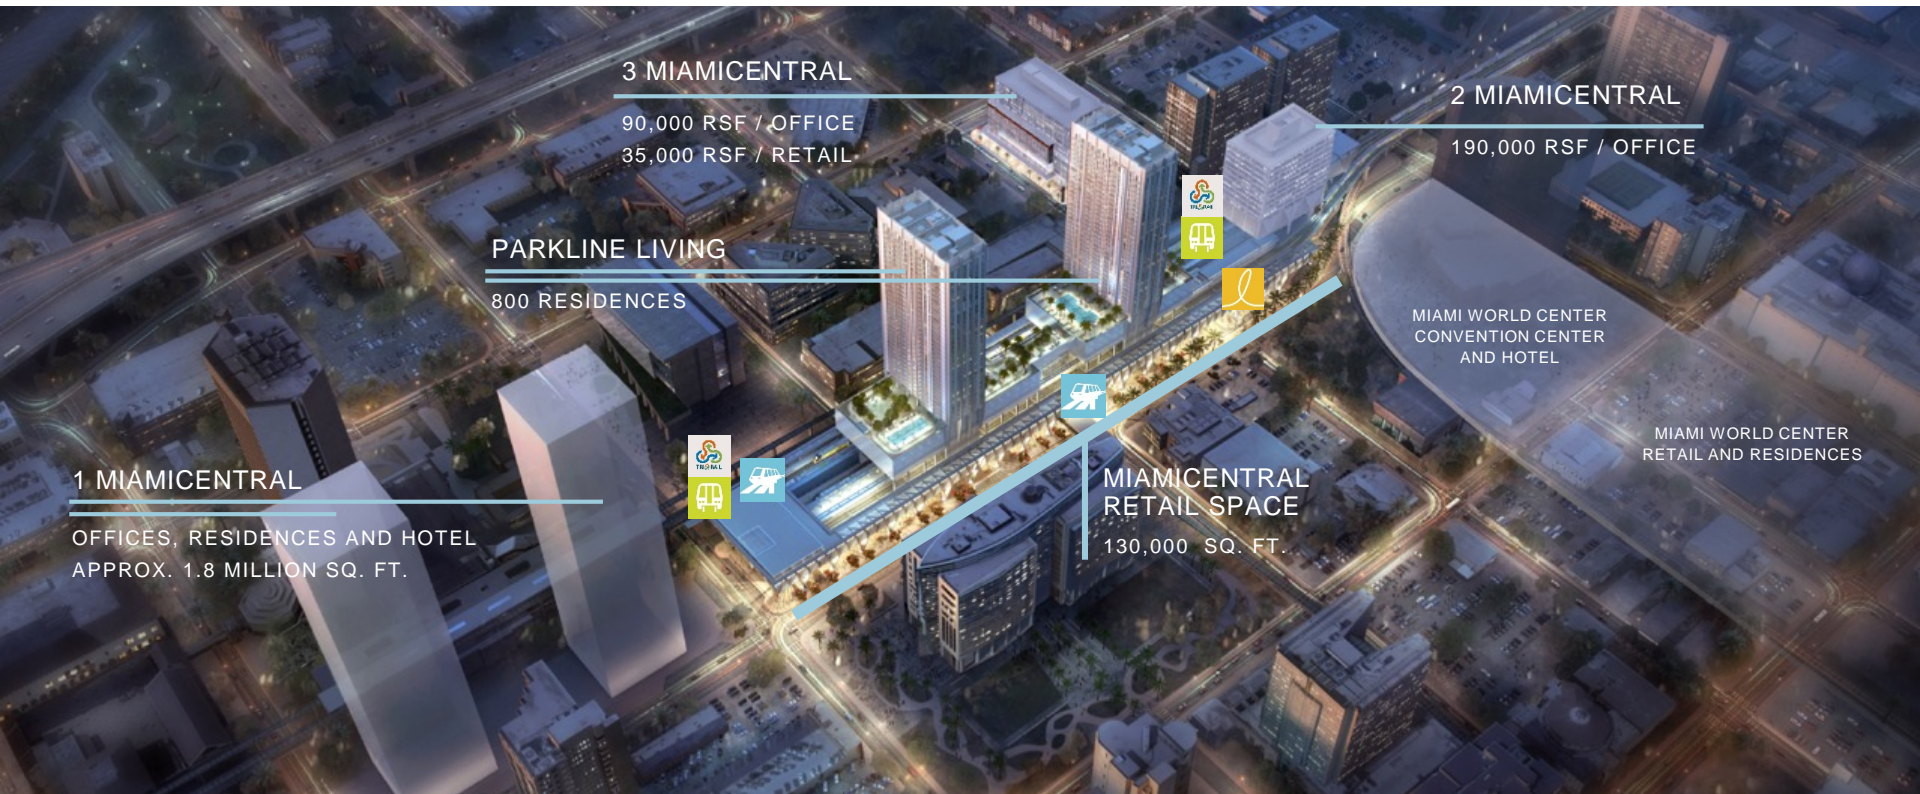 3 MIAMICENTRAL
90,000 RSF / OFFICE
35,000 RSF / RETAIL
2 MIAMICENTRAL
190,000 RSF / OFFICE
PARKLINE LIVING
800 RESIDENCES
MIAMI WORLD CENTER
CONVENTION CENTER
AND HOTEL
MIAMI WORLD CENTER
RETAIL AND RESIDENCES
1 MIAMICENTRAL
OFFICES, RESIDENCES AND HOTEL
APPROX. 1.8 MILLION SQ. FT.
MIAMICENTRAL
RETAIL SPACE
130,000 SQ. FT.